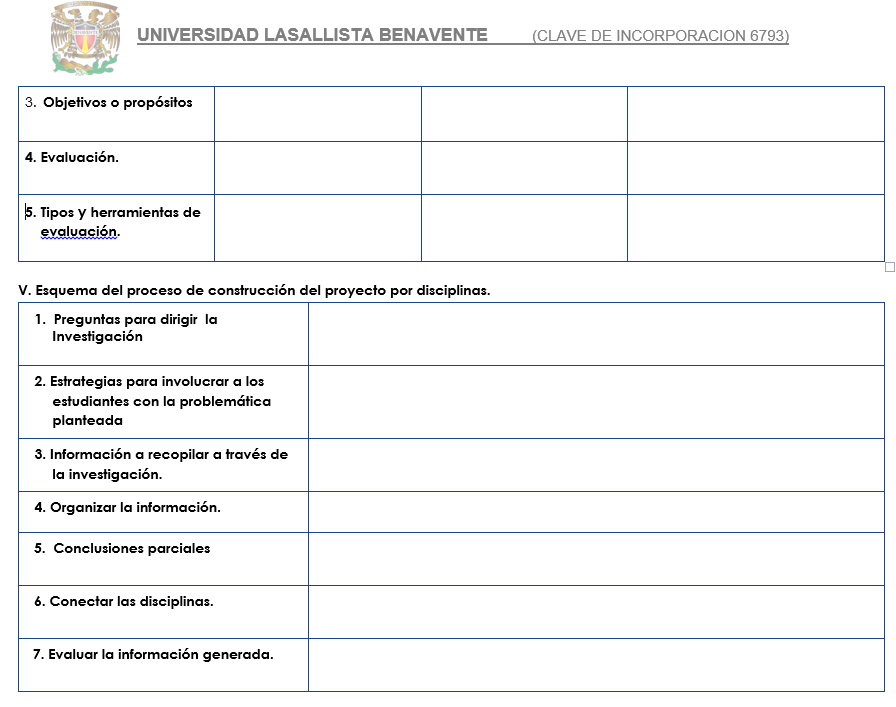 UNIVERSIDAD LASALLISTA BENAVENTE (CLAVE DE INCORPORACION 6793)
3. Objetivos o propósitos
4. Evaluación.
5. Tipos y herramientas de
evaluación.
V. Esquema del proceso de construcción del proyecto por disciplinas.
1. Preguntas para dirigir la
Investigación
2. Estrategias para involucrar a los
estudiantes con la problemática
planteada
3. Información a recopilar a través de
la investigación.
4. Organizar la información.
5. Conclusiones parciales
6. Conectar las disciplinas.
7. Evaluar la información generada.